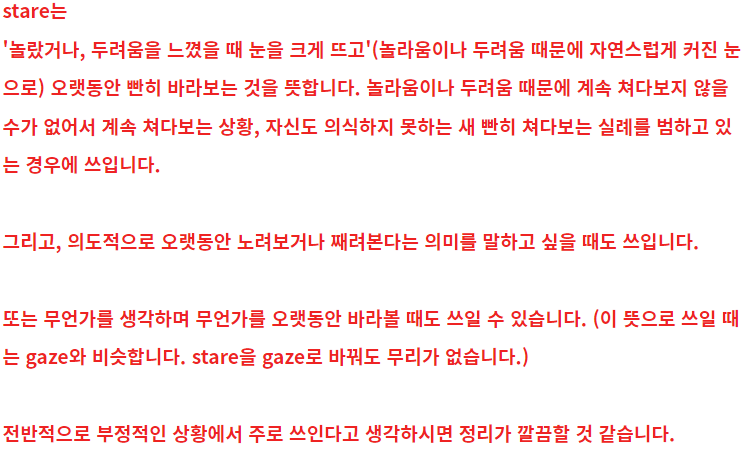 stare는
'놀랐거나, 두려움을 느꼈을 때 눈을 크게 뜨고'(놀라움이나 두려움 때문에 자연스럽게 커진 눈
으로) 오랫동안 빤히 바라보는 것을 뜻합니다. 놀라움이나 두려움 때문에 계속 쳐다보지 않을
수가 없어서 계속 쳐다보는 상황, 자신도 의식하지 못하는 새 빤히 쳐다보는 실례를 범하고 있
는 경우에 쓰입니다.
그리고, 의도적으로 오랫동안 노려보거나 째려본다는 의미를 말하고 싶을 때도 쓰입니다.
또는 무언가를 생각하며 무언가를 오랫동안 바라볼 때도 쓰일 수 있습니다. (이 뜻으로 쓰일 때
는 gaze와 비슷합니다. stare을 gaze로 바꿔도 무리가 없습니다.)
전반적으로 부정적인 상황에서 주로 쓰인다고 생각하시면 정리가 깔끔할 것 같습니다.